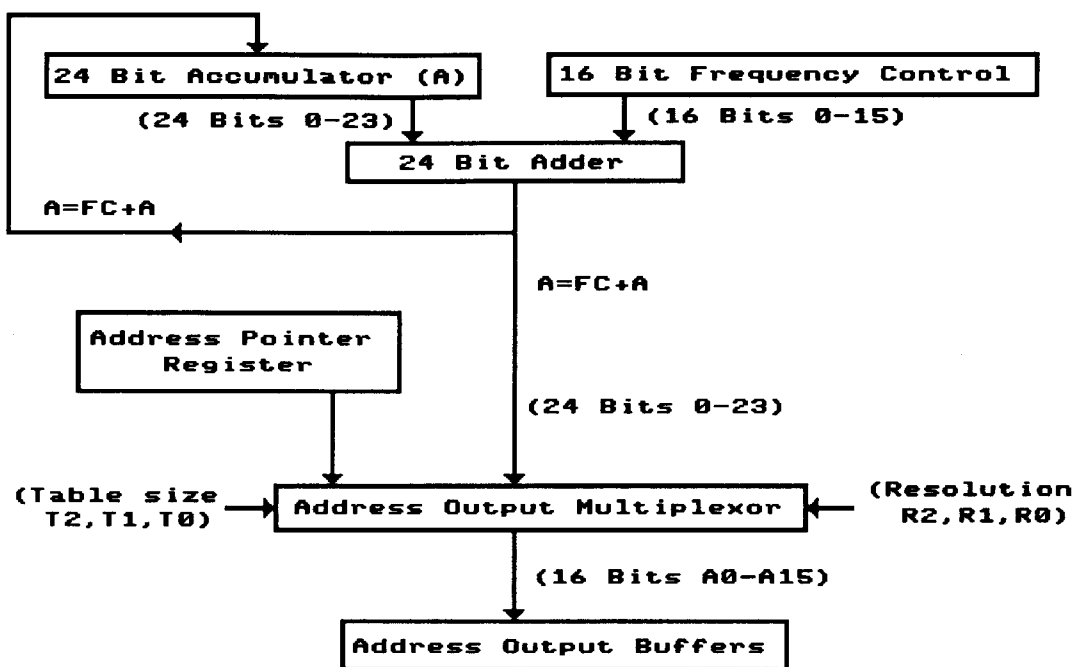 24 Bit Accumulator (A)
16 Bit Frequency Control
(24 Bits 0-23)
(16 Bits 0-15)
24 Bit Adder
A=FC+A
A=FC+A
Address Pointer
Register
(24 Bits 0-23)
(Table size
T2,T1,T0)
Address Output Multiplexor
(Resolution
R2,R1,R0)
(16 Bits A0-A15)
Address Output Buffers